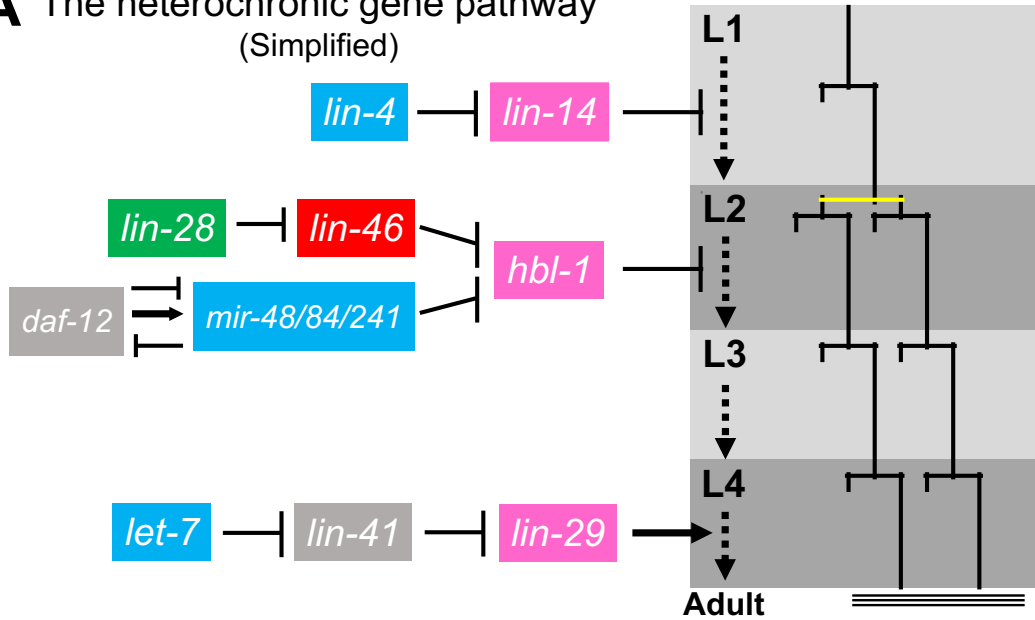 A The heterochronic gene pathway
(Simplified)
L1
lin-4 lin-14
L2
lin-28 lin-46
hbl-1
daf-12 mir-48/84/241
L3
L4
let-7 lin-41 lin-29
Adult